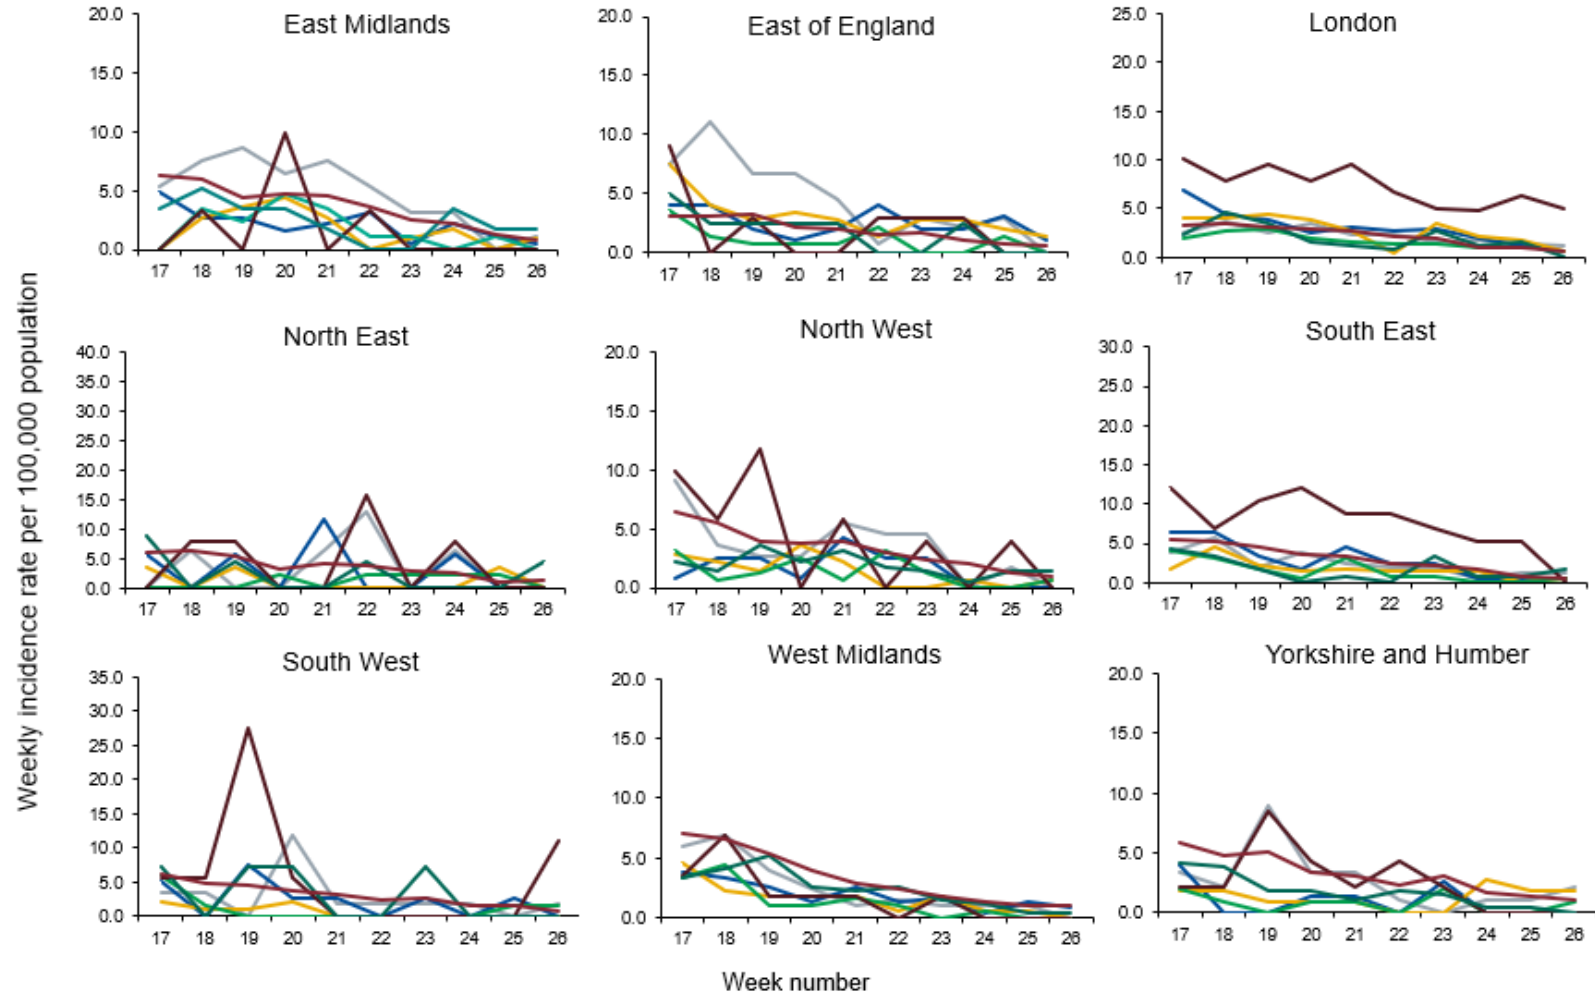 Weekly incidence rate per 100,000 population
East Midlands
20.0
15.0
10.0
5.0
0.0
17 18 19 20 21 22 23 24 25 26
East of England
20.0
15.0
10.0
5.0
0.0
17 18 19 20 21 22 23 24 25 26
London
25.0
20.0
15.0
10.0
5.0
0.0
17 18 19 20 21 22 23 24 25 26
North East
40.0
35.0
30.0
25.0
20.0
15.0
10.0
5.0
0.0
17 18 19 20 21 22 23 24 25 26
North West
20.0
15.0
10.0
5.0
0.0
17 18 19 20 21 22 23 24 25 26
South East
30.0
25.0
20.0
15.0
10.0
5.0
0.0
17 18 19 20 21 22 23 24 25 26
South West
35.0
30.0
25.0
20.0
15.0
10.0
5.0
0.0
17 18 19 20 21 22 23 24 25 26
West Midlands
20.0
15.0
10.0
5.0
0.0
17 18 19 20 21 22 23 24 25 26
Yorkshire and Humber
20.0
15.0
10.0
5.0
0.0
17 18 19 20 21 22 23 24 25 26
Week number